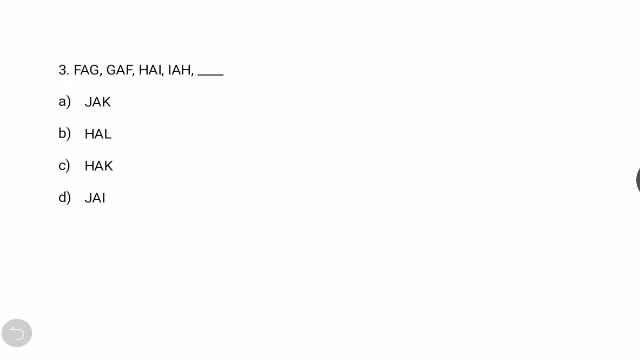 3. FAG, GAF, HAI, IAH, ____
a) JAK
b) HAL
c) HAK
d) JAI